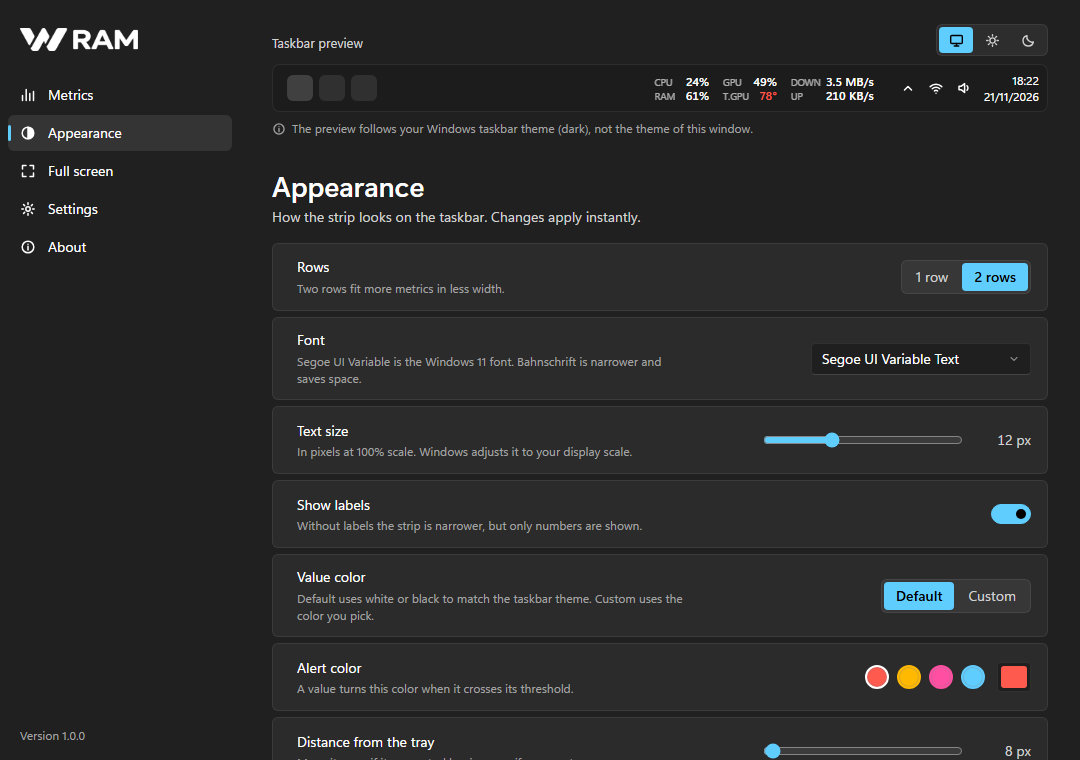 W RAM
Metrics
Appearance
Full screen
Settings
About
Version 1.0.0
Taskbar preview
CPU 24% GPU 49% DOWN 3.5 MB/s
RAM 61% T.GPU 78° UP 210 KB/s
18:22
21/11/2026
The preview follows your Windows taskbar theme (dark), not the theme of this window.
Appearance
How the strip looks on the taskbar. Changes apply instantly.
Rows
Two rows fit more metrics in less width.
1 row
2 rows
Font
Segoe UI Variable is the Windows 11 font. Bahnschrift is narrower and
saves space.
Segoe UI Variable Text
Text size
In pixels at 100% scale. Windows adjusts it to your display scale.
12 px
Show labels
Without labels the strip is narrower, but only numbers are shown.
Value color
Default uses white or black to match the taskbar theme. Custom uses the
color you pick.
Default
Custom
Alert color
A value turns this color when it crosses its threshold.
Distance from the tray
8 px